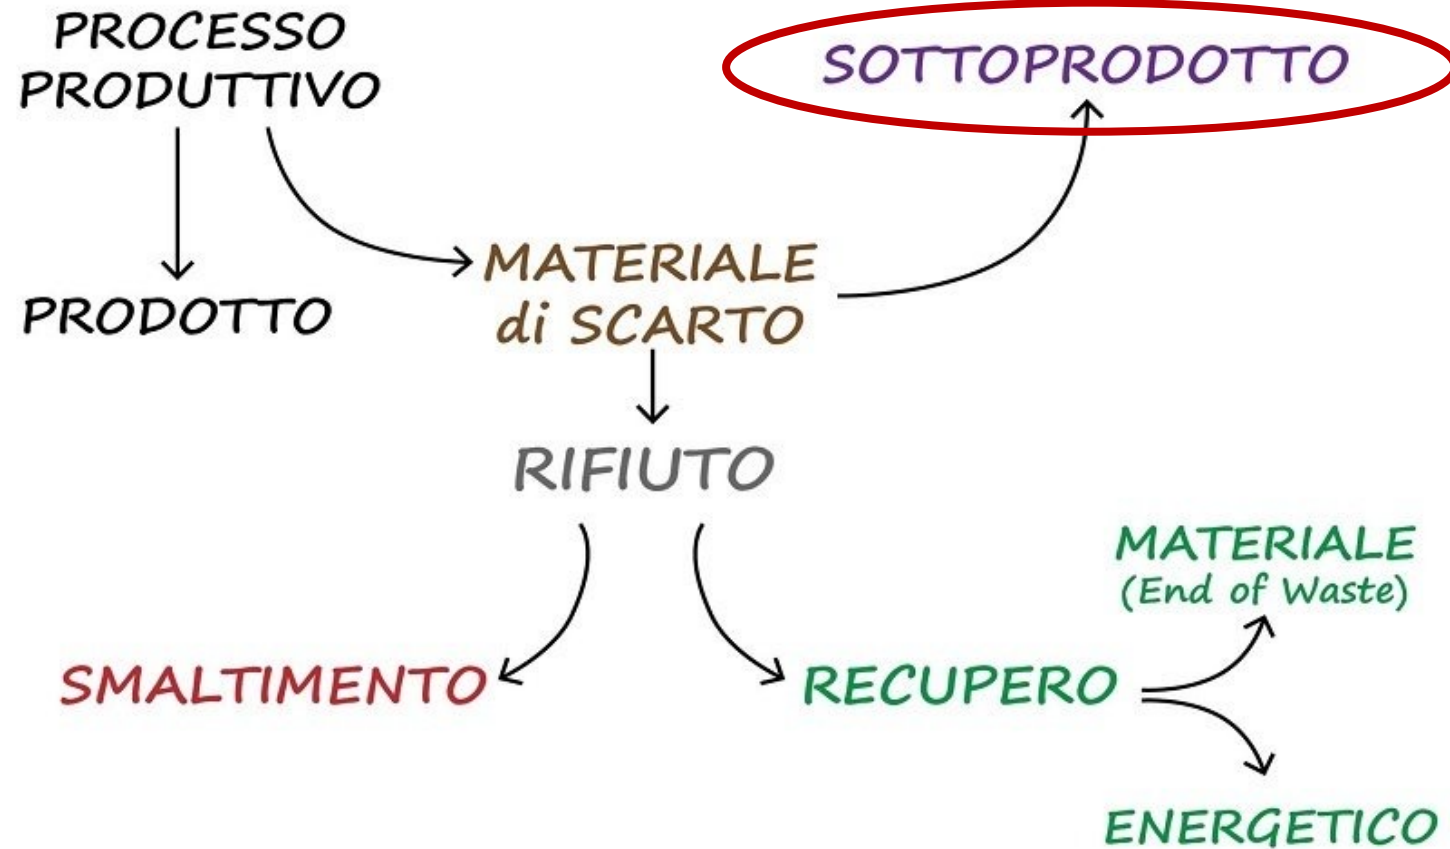 PROCESSO
PRODUTTIVO
SOTTOPRODOTTO
PRODOTTO
MATERIALE
di SCARTO
RIFIUTO
SMALTIMENTO
RECUPERO
MATERIALE
(End of Waste)
ENERGETICO